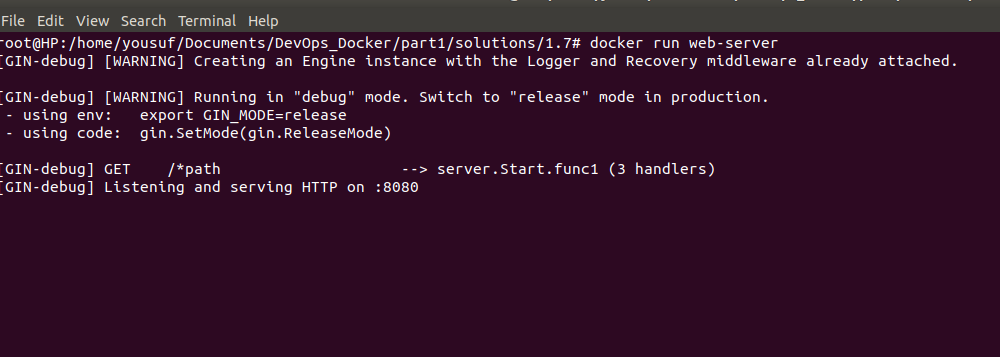 File Edit View Search Terminal Help
root@HP:/home/yousuf/Documents/DevOps_Docker/part1/solutions/1.7# docker run web-server
[GIN-debug] [WARNING] Creating an Engine instance with the Logger and Recovery middleware already attached.
[GIN-debug] [WARNING] Running in "debug" mode. Switch to "release" mode in production.
- using env:   export GIN_MODE=release
- using code:  gin.SetMode(gin.ReleaseMode)
[GIN-debug] GET    /*path                    --> server.Start.func1 (3 handlers)
[GIN-debug] Listening and serving HTTP on :8080